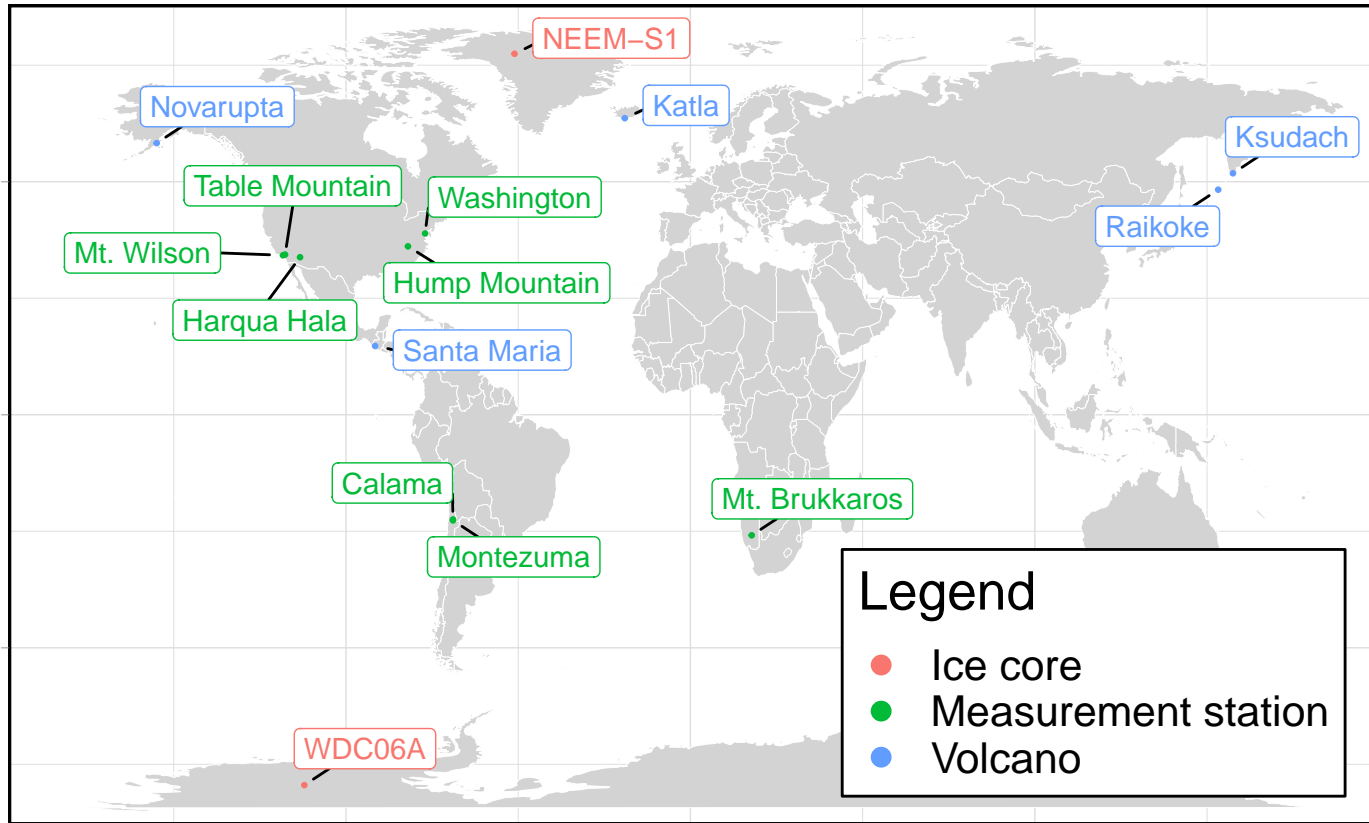 NEEM−S1
Novarupta
Katla
Ksudach
Table Mountain
Washington
Raikoke
Mt. Wilson
Hump Mountain
Harqua Hala
Santa Maria
Calama
Mt. Brukkaros
Montezuma
Legend
Ice core
Measurement station
Volcano
WDC06A